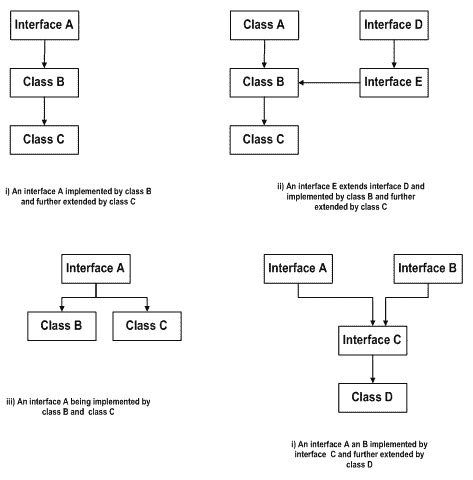 Interface A
Class B
Class C
i) An interface A implemented by class B
and further extended by class C
Class A
Interface D
Class B
Interface E
Class C
ii) An interface E extends interface D and
implemented by class B and further
extended by class C
Interface A
Class B
Class C
iii) An interface A being implemented by
class B and class C
Interface A
Interface B
Interface C
Class D
i) An interface A an B implemented by
interface C and further extended by
class D